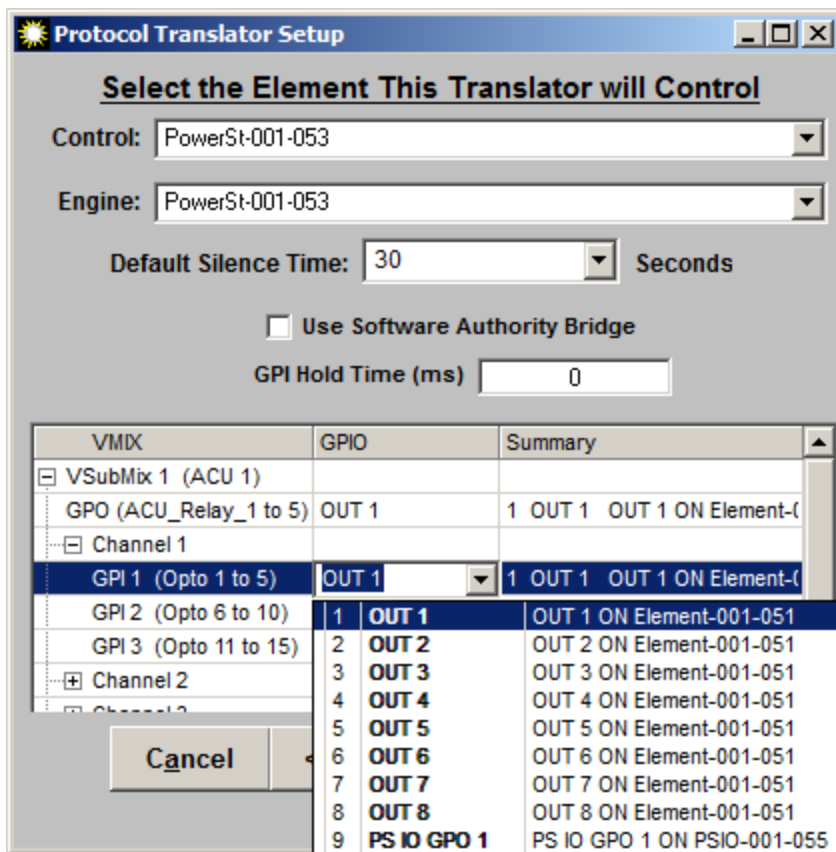 Protocol Translator Setup
Select the Element This Translator will Control
Control: PowerSt-001-053
Engine: PowerSt-001-053
Default Silence Time: 30 Seconds
Use Software Authority Bridge
GPI Hold Time (ms) 0
VMIX GPIO Summary
VSubMix 1 (ACU 1)
GPO (ACU_Relay_1 to 5) OUT 1 1 OUT 1 OUT 1 ON Element-0
Channel 1
GPI 1 (Opto 1 to 5) OUT 1 1 OUT 1 OUT 1 ON Element-0
GPI 2 (Opto 6 to 10) 1 OUT 1 OUT 1 ON Element-001-051
2 OUT 2 OUT 2 ON Element-001-051
GPI 3 (Opto 11 to 15) 3 OUT 3 OUT 3 ON Element-001-051
Channel 2 4 OUT 4 OUT 4 ON Element-001-051
5 OUT 5 OUT 5 ON Element-001-051
Cancel < 6 OUT 6 OUT 6 ON Element-001-051
7 OUT 7 OUT 7 ON Element-001-051
8 OUT 8 OUT 8 ON Element-001-051
9 PS IO GPO 1 PS IO GPO 1 ON PSIO-001-055